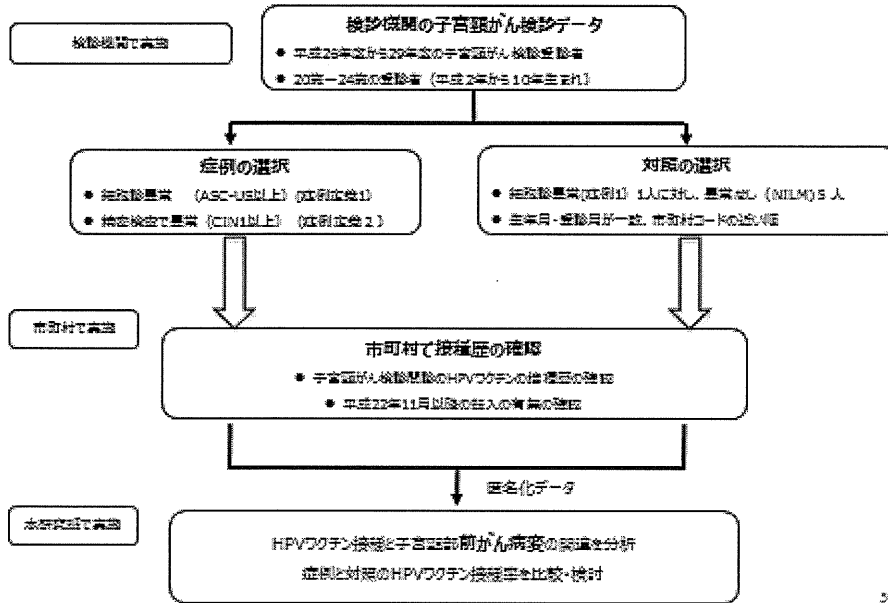 検診機関の子宮頸がん検診データ
検診機関で実施
● 平成28年度から29年度の子宮頸がん検診受診者
● 20歳ー24歳の受診者(平成2年から10年生まれ)
症例の選択
● 細胞診異常 (ASC-US以上)(症例定義1)
● 精密検査で異常(CIN1以上) (症例定義2)
対照の選択
● 細胞診異常(症例1)1人に対し、異常なし(NILM)5人
● 生年月・受診月が一致、市町村コードの近い順
市町村で実施
市町村で接種歴の確認
● 子宮頸がん検診間診のHPVワクチンの接種歴の確認
● 平成22年11月以降の転入の有無の確認
匿名化データ
本研究班で実施
HPVワクチン接種と子宮頸部前がん病変の関連を分析
症例と対照のHPVワクチン接種率を比較・検討